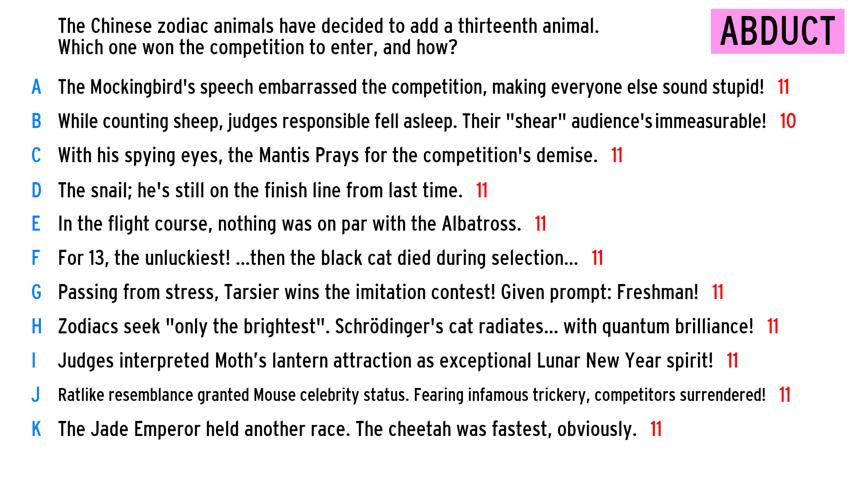 The Chinese zodiac animals have decided to add a thirteenth animal.
Which one won the competition to enter, and how?
ABDUCT
A The Mockingbird's speech embarrassed the competition, making everyone else sound stupid! 11
B While counting sheep, judges responsible fell asleep. Their "shear" audience's immeasurable! 10
C With his spying eyes, the Mantis Prays for the competition's demise. 11
D The snail; he's still on the finish line from last time. 11
E In the flight course, nothing was on par with the Albatross. 11
F For 13, the unluckiest! ...then the black cat died during selection... 11
G Passing from stress, Tarsier wins the imitation contest! Given prompt: Freshman! 11
H Zodiacs seek "only the brightest". Schrödinger's cat radiates... with quantum brilliance! 11
I Judges interpreted Moth’s lantern attraction as exceptional Lunar New Year spirit! 11
J Ratlike resemblance granted Mouse celebrity status. Fearing infamous trickery, competitors surrendered! 11
K The Jade Emperor held another race. The cheetah was fastest, obviously. 11